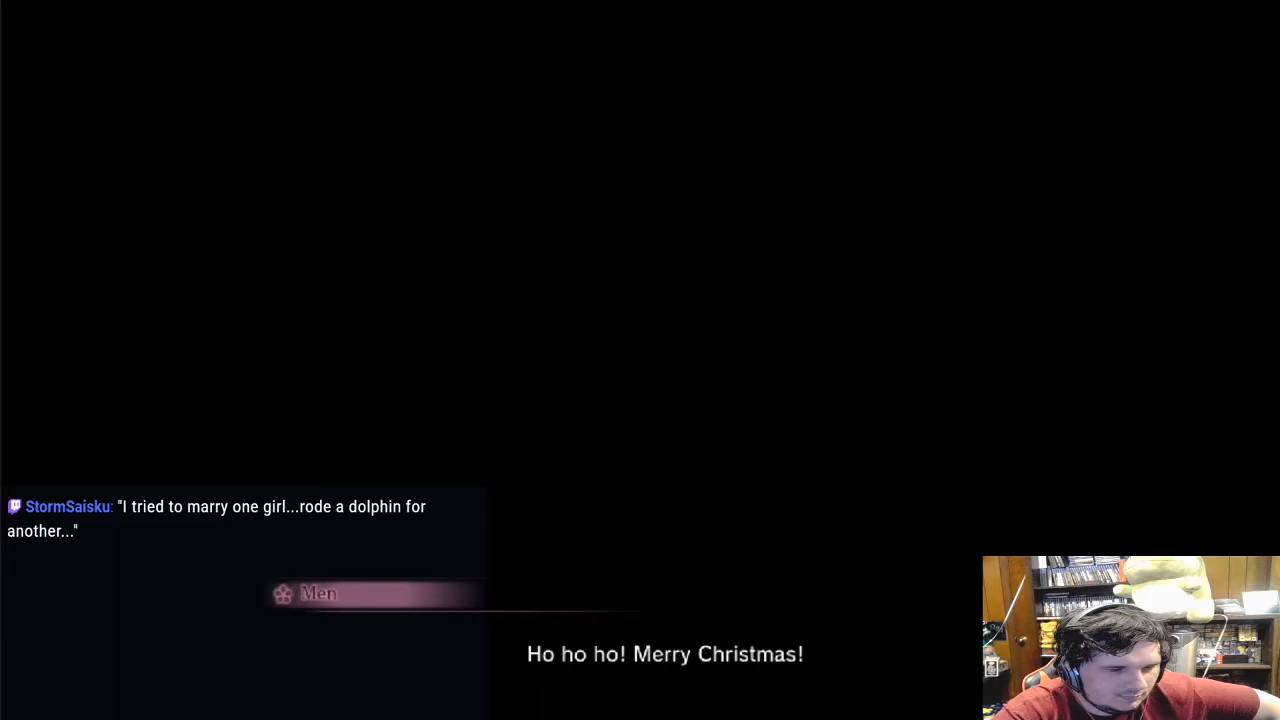 StormSaisku: "I tried to marry one girl...rode a dolphin for
another..."
Men
Ho ho ho! Merry Christmas!